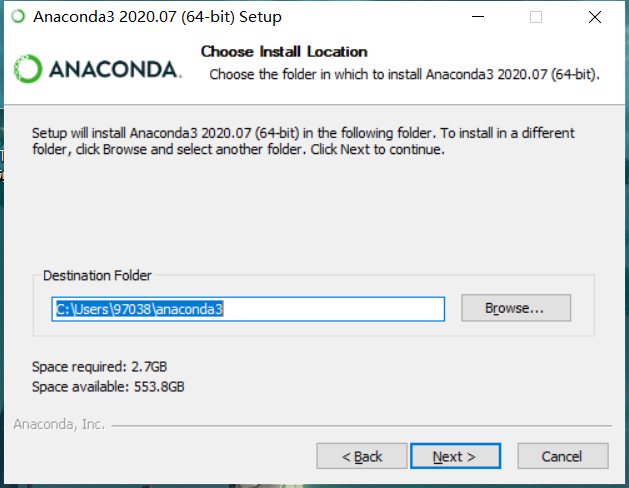 Anaconda3 2020.07 (64-bit) Setup
Choose Install Location
Choose the folder in which to install Anaconda3 2020.07 (64-bit).
ANACONDA.
Setup will install Anaconda3 2020.07 (64-bit) in the following folder. To install in a different
folder, click Browse and select another folder. Click Next to continue.
Destination Folder
C:\Users\97038\anaconda3
Browse...
Space required: 2.7GB
Space available: 553.8GB
Anaconda, Inc.
< Back
Next >
Cancel